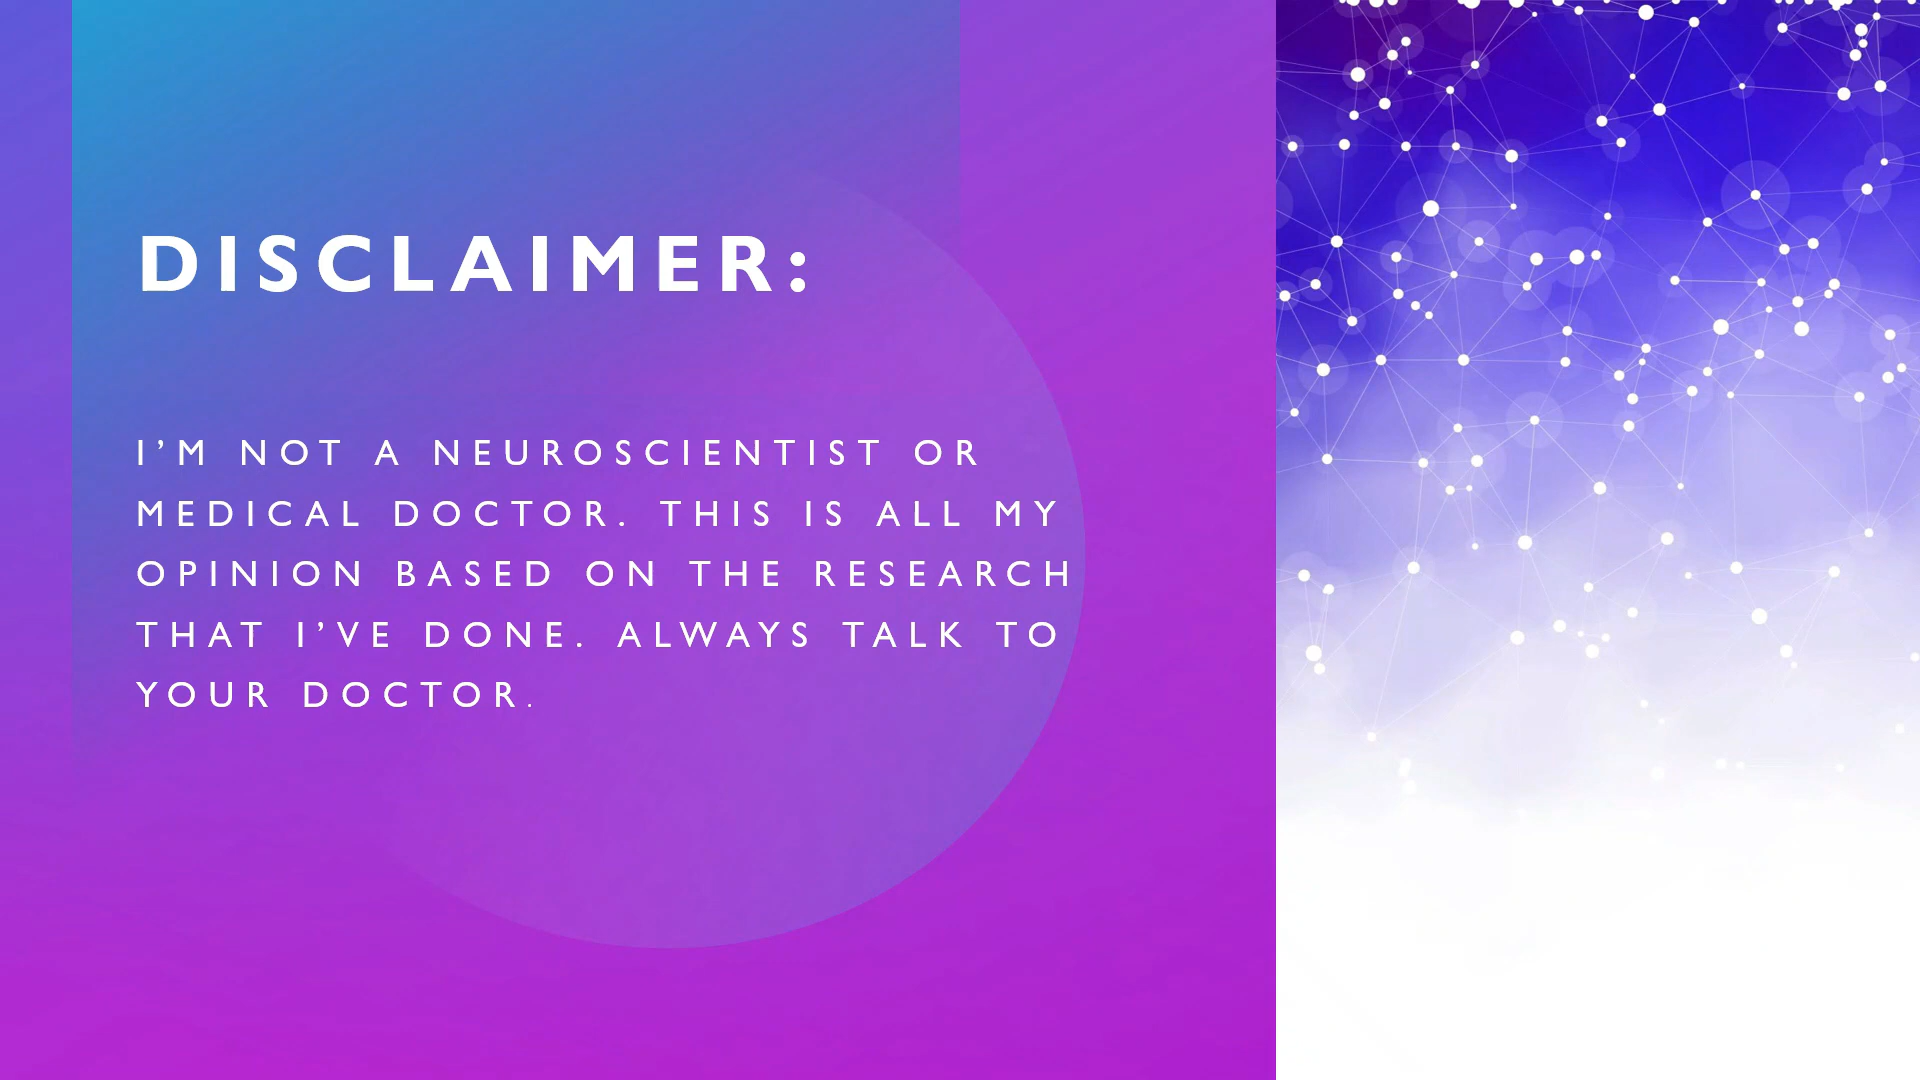 DISCLAIMER:
I’M NOT A NEUROSCIENTIST OR
MEDICAL DOCTOR. THIS IS ALL MY
OPINION BASED ON THE RESEARCH
THAT I’VE DONE. ALWAYS TALK TO
YOUR DOCTOR.